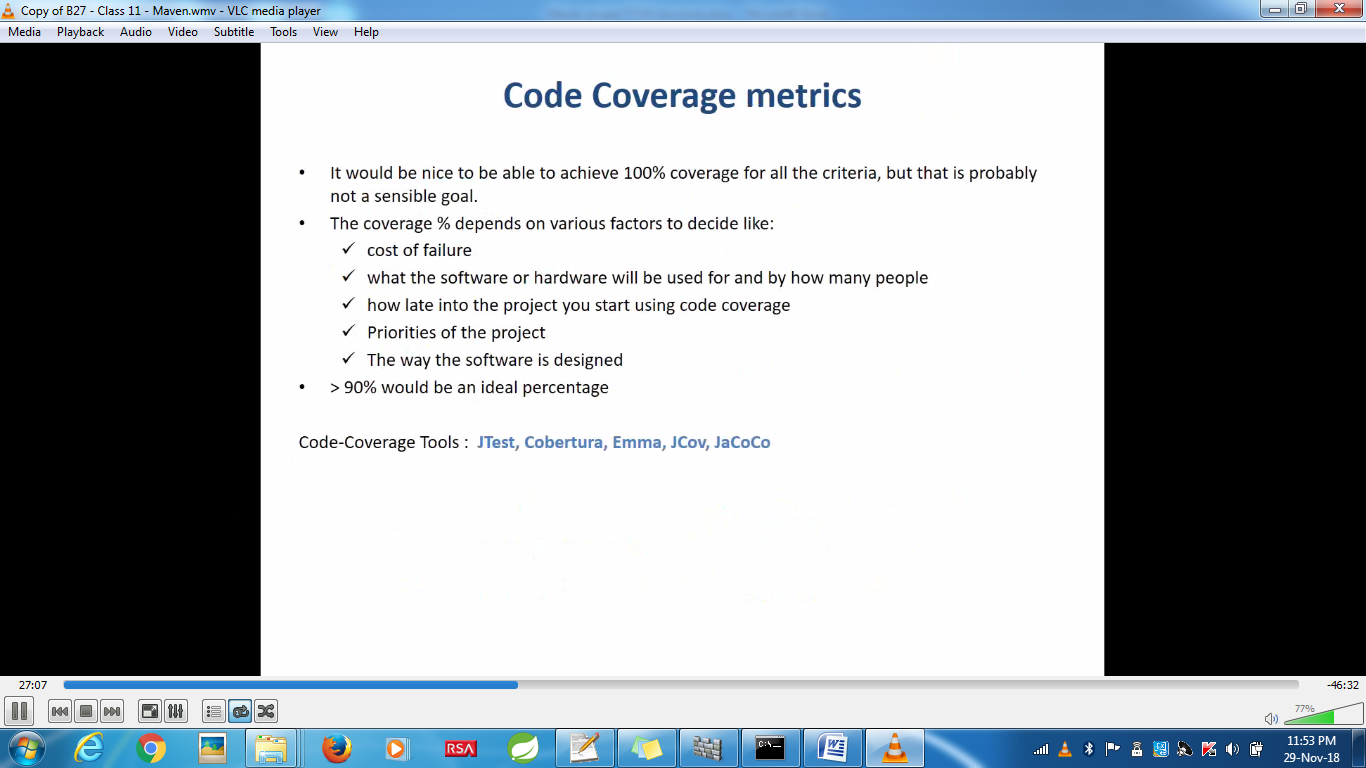 Copy of B27 - Class 11 - Maven.wmv - VLC media player
Media Playback Audio Video Subtitle Tools View Help
Code Coverage metrics
• It would be nice to be able to achieve 100% coverage for all the criteria, but that is probably
not a sensible goal.
• The coverage % depends on various factors to decide like:
✓ cost of failure
✓ what the software or hardware will be used for and by how many people
✓ how late into the project you start using code coverage
✓ Priorities of the project
✓ The way the software is designed
• > 90% would be an ideal percentage
Code-Coverage Tools : JTest, Cobertura, Emma, JCov, JaCoCo
27:07
-46:32
77%
RSA
C:\_
11:53 PM
29-Nov-18